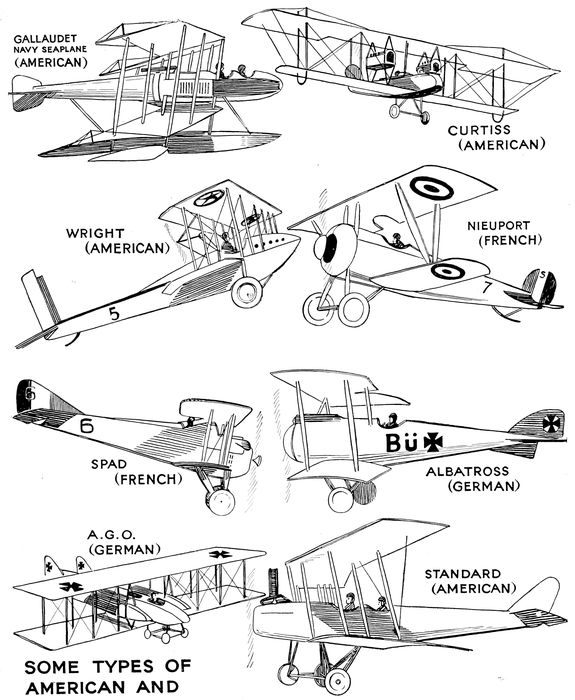 GALLAUDET
NAVY SEAPLANE
(AMERICAN)
CURTISS
(AMERICAN)
WRIGHT
(AMERICAN)
NIEUPORT
(FRENCH)
5
7
S
6
6
SPAD
(FRENCH)
BÜ
ALBATROSS
(GERMAN)
A.G.O.
(GERMAN)
STANDARD
(AMERICAN)
SOME TYPES OF
AMERICAN AND